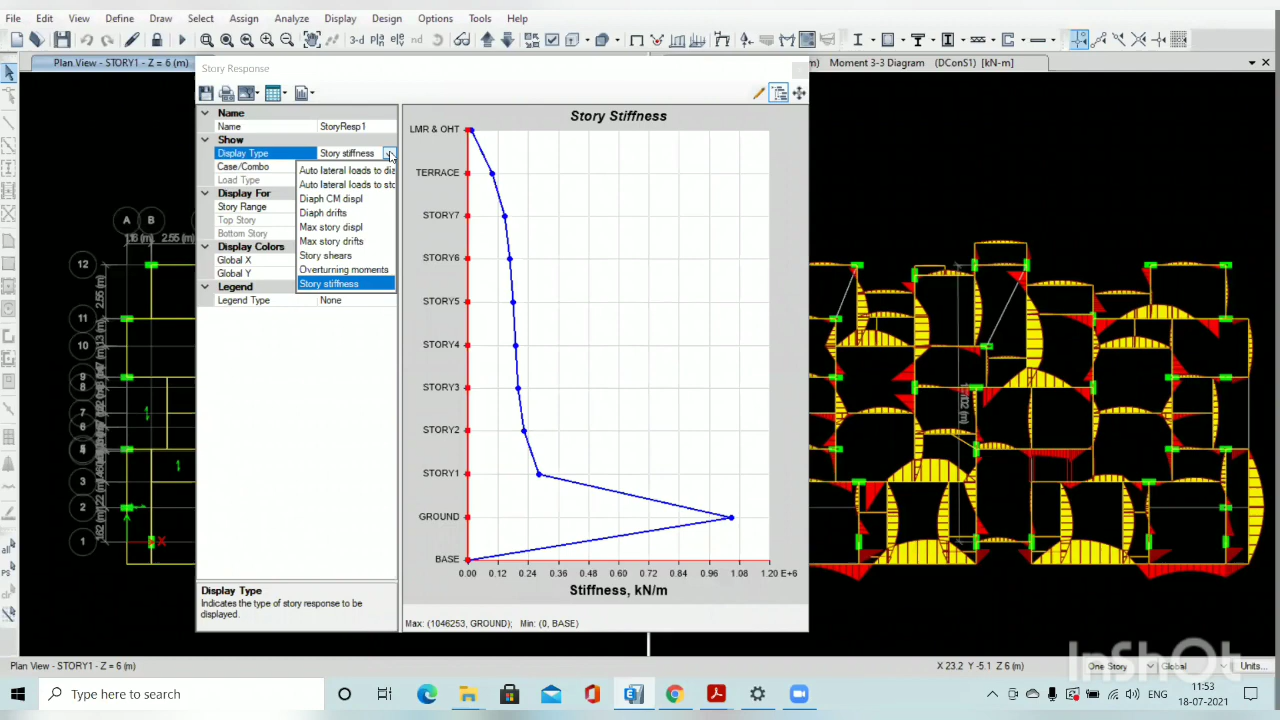 File Edit View Define Draw Select Assign Analyze Display Design Options Tools Help
Plan View - STORY1 - Z = 6 (m)
Story Response
Moment 3-3 Diagram (DConS1) [kN-m]
Name
Name StoryResp1
Show
Display Type Story stiffness
Case/Combo
Load Type
Display For
Story Range
Top Story
Bottom Story
Display Colors
Global X
Global Y
Legend
Legend Type None
Auto lateral loads to dia
Auto lateral loads to sto
Diaph CM displ
Diaph drifts
Max story displ
Max story drifts
Story shears
Overturning moments
Story stiffness
Display Type
Indicates the type of story response to be
displayed.
Story Stiffness
LMR & OHT
TERRACE
STORY7
STORY6
STORY5
STORY4
STORY3
STORY2
STORY1
GROUND
BASE
0.00 0.12 0.24 0.36 0.48 0.60 0.72 0.84 0.96 1.08 1.20 E+6
Stiffness, kN/m
Max: (1046253, GROUND); Min: (0, BASE)
A B
2.55 (m)
12
11
10
9
8
7
6
4
3
2
1
X
Plan View - STORY1 - Z = 6 (m)
X 23.2 Y -5.1 Z 6 (m)
One Story Global Units...
InShOt
Type here to search
ENG
11:53
18-07-2021